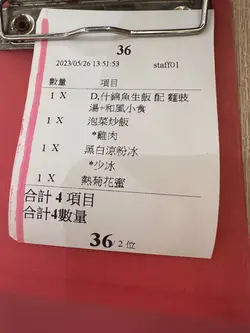 36
2023/05/26 13:51:53 staff01
數量 項目
1 X D.什錦魚生飯 配 麵豉
湯+和風小食
1 X 泡菜炒飯
*雞肉
1 X 黑白涼粉冰
*少冰
1 X 熱菊花蜜
合計 4 項目
合計4數量
36/2 位